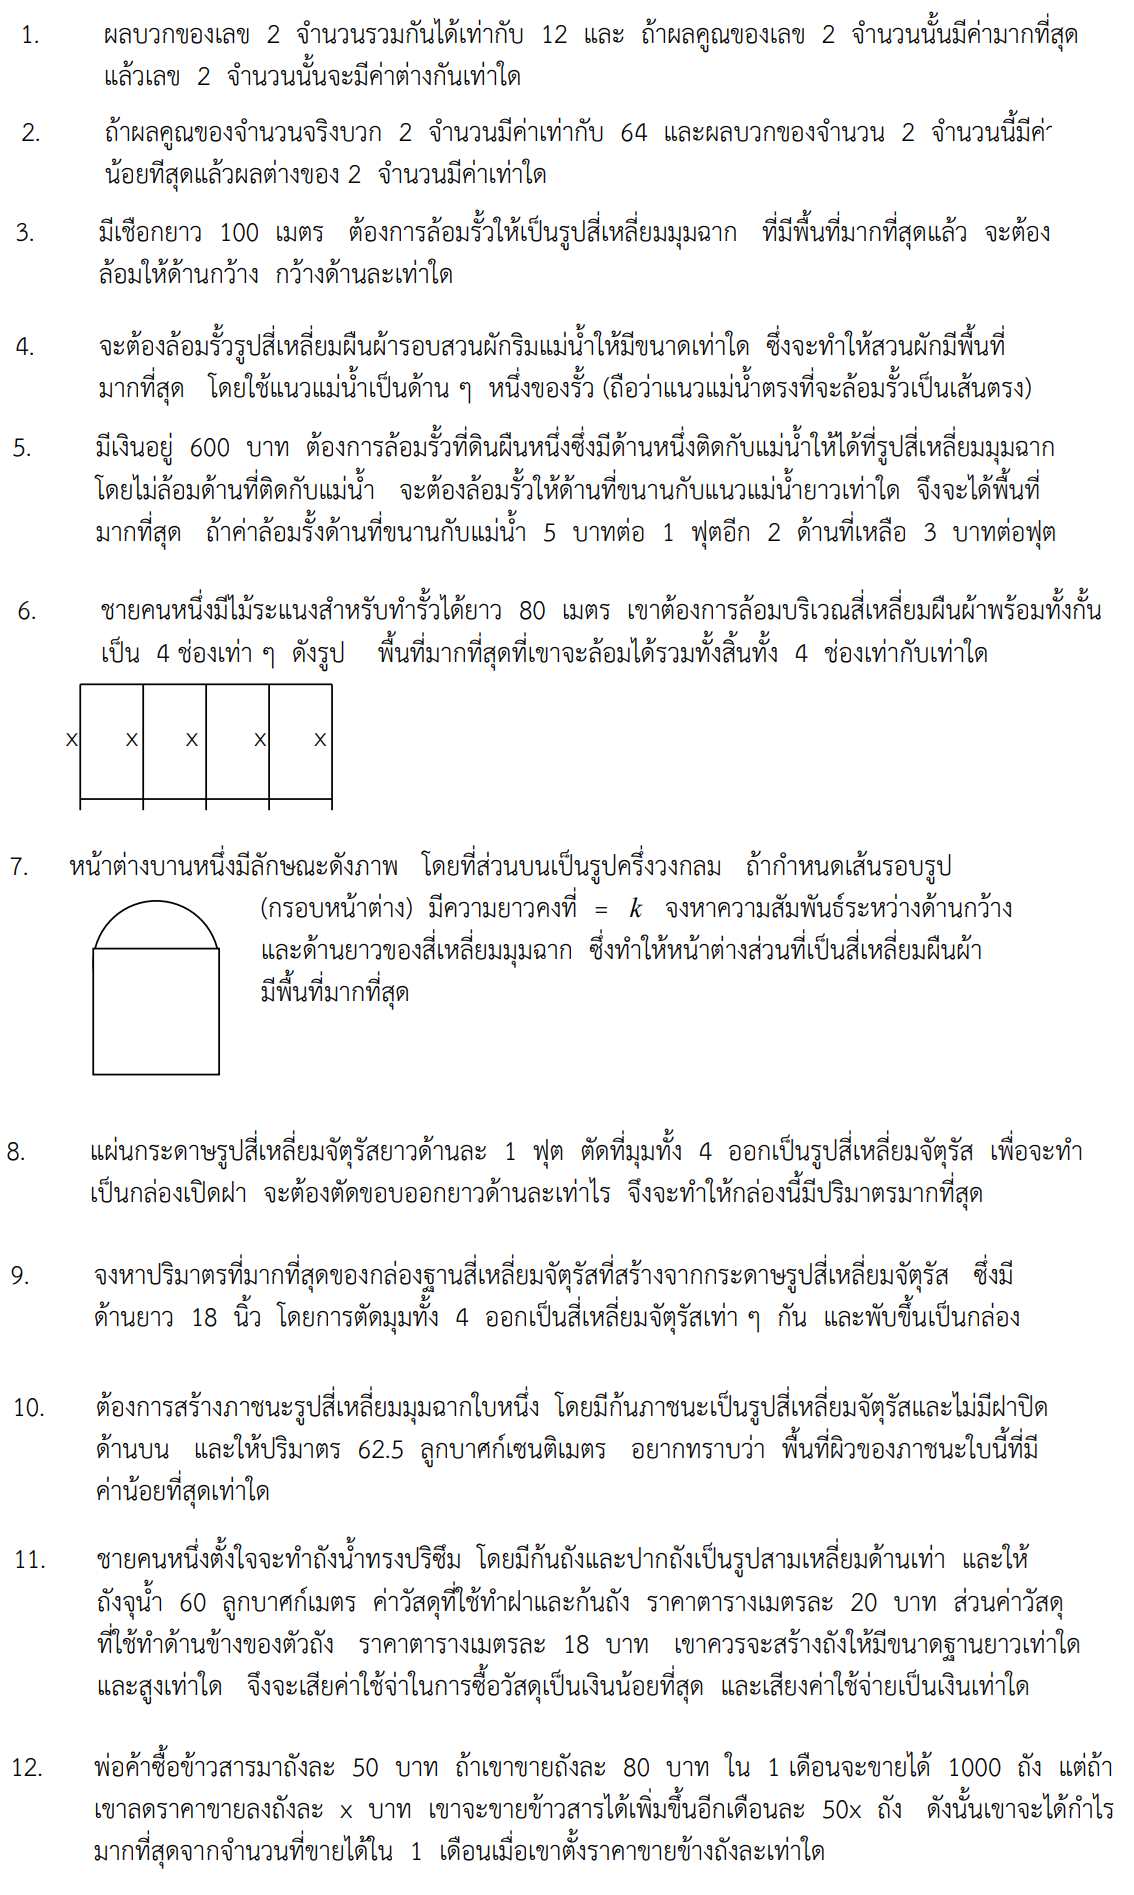 1. ผลบวกของเลข 2 จำนวนรวมกันได้เท่ากับ 12 และ ถ้าผลคูณของเลข 2 จำนวนนั้นมีค่ามากที่สุด
แล้วเลข 2 จำนวนนั้นจะมีค่าต่างกันเท่าใด
2. ถ้าผลคูณของจำนวนจริงบวก 2 จำนวนมีค่าเท่ากับ 64 และผลบวกของจำนวน 2 จำนวนนี้มีค่า
น้อยทีสุดแล้วผลต่างของ 2 จำนวนมีค่าเท่าใด
3. มีเชือกยาว 100 เมตร ต้องการล้อมรั้วให้เป็นรูปสี่เหลี่ยมมุมฉาก ที่มีพื้นที่มากที่สุดแล้ว จะต้อง
ล้อมให้ด้านกว้าง กว้างด้านละเท่าใด
4. จะต้องล้อมรั้วรูปสี่เหลี่ยมผืนผ้ารอบสวนผักริมแม่น้ำให้มีขนาดเท่าใด ซึ่งจะทำให้สวนผักมีพื้นที่
มากที่สุด โดยใช้แนวแม่น้ำเป็นด้าน ๆ หนึ่งของรั้ว (ถือว่าแนวแม่น้ำตรงที่จะล้อมรั้วเป็นเส้นตรง)
5. มีเงินอยู่ 600 บาท ต้องการล้อมรั้วที่ดินผืนหนึ่งซึ่งมีด้านหนึ่งติดกับแม่น้ำให้ได้ที่รูปสี่เหลี่ยมมุมฉาก
โดยไม่ล้อมด้านที่ติดกับแม่น้ำ จะต้องล้อมรั้วให้ด้านที่ขนานกับแนวแม่น้ำยาวเท่าใด จึงจะได้พื้นที่
มากที่สุด ถ้าค่าล้อมรั้งด้านที่ขนานกับแม่น้ำ 5 บาทต่อ 1 ฟุตอีก 2 ด้านที่เหลือ 3 บาทต่อฟุต
6. ชายคนหนึ่งมีไม้ระแนงสำหรับทำรั้วได้ยาว 80 เมตร เขาต้องการล้อมบริเวณสี่เหลี่ยมผืนผ้าพร้อมทั้งกั้น
เป็น 4 ช่องเท่า ๆ ดังรูป พื้นที่มากที่สุดที่เขาจะล้อมได้รวมทั้งสิ้นทั้ง 4 ช่องเท่ากับเท่าใด
x x x x x
7. หน้าต่างบานหนึ่งมีลักษณะดังภาพ โดยที่ส่วนบนเป็นรูปครึ่งวงกลม ถ้ากำหนดเส้นรอบรูป
(กรอบหน้าต่าง) มีความยาวคงที่ = k จงหาความสัมพันธ์ระหว่างด้านกว้าง
และด้านยาวของสี่เหลี่ยมมุมฉาก ซึ่งทำให้หน้าต่างส่วนที่เป็นสี่เหลี่ยมผืนผ้า
มีพื้นที่มากที่สุด
8. แผ่นกระดาษรูปสี่เหลี่ยมจัตุรัสยาวด้านละ 1 ฟุต ตัดที่มุมทั้ง 4 ออกเป็นรูปสี่เหลี่ยมจัตุรัส เพื่อจะทำ
เป็นกล่องเปิดฝา จะต้องตัดขอบออกยาวด้านละเท่าไร จึงจะทำให้กล่องนี้มีปริมาตรมากที่สุด
9. จงหาปริมาตรที่มากที่สุดของกล่องฐานสี่เหลี่ยมจัตุรัสที่สร้างจากกระดาษรูปสี่เหลี่ยมจัตุรัส ซึ่งมี
ด้านยาว 18 นิ้ว โดยการตัดมุมทั้ง 4 ออกเป็นสี่เหลี่ยมจัตุรัสเท่า ๆ กัน และพับขึ้นเป็นกล่อง
10. ต้องการสร้างภาชนะรูปสี่เหลี่ยมมุมฉากใบหนึ่ง โดยมีก้นภาชนะเป็นรูปสี่เหลี่ยมจัตุรัสและไม่มีฝาปิด
ด้านบน และให้ปริมาตร 62.5 ลูกบาศก์เซนติเมตร อยากทราบว่า พื้นที่ผิวของภาชนะใบนี้ที่มี
ค่าน้อยที่สุดเท่าใด
11. ชายคนหนึ่งตั้งใจจะทำถังน้ำทรงปริซึม โดยมีก้นถังและปากถังเป็นรูปสามเหลี่ยมด้านเท่า และให้
ถังจุน้ำ 60 ลูกบาศก์เมตร ค่าวัสดุที่ใช้ทำฝาและก้นถัง ราคาตารางเมตรละ 20 บาท ส่วนค่าวัสดุ
ที่ใช้ทำด้านข้างของตัวถัง ราคาตารางเมตรละ 18 บาท เขาควรจะสร้างถังให้มีขนาดฐานยาวเท่าใด
และสูงเท่าใด จึงจะเสียค่าใช้จ่าในการซื้อวัสดุเป็นเงินน้อยที่สุด และเสียงค่าใช้จ่ายเป็นเงินเท่าใด
12. พ่อค้าซื้อข้าวสารมาถังละ 50 บาท ถ้าเขาขายถังละ 80 บาท ใน 1 เดือนจะขายได้ 1000 ถัง แต่ถ้า
เขาลดราคาขายลงถังละ x บาท เขาจะขายข้าวสารได้เพิ่มขึ้นอีกเดือนละ 50x ถัง ดังนั้นเขาจะได้กำไร
มากที่สุดจากจำนวนที่ขายได้ใน 1 เดือนเมื่อเขาตั้งราคาขายข้างถังละเท่าใด